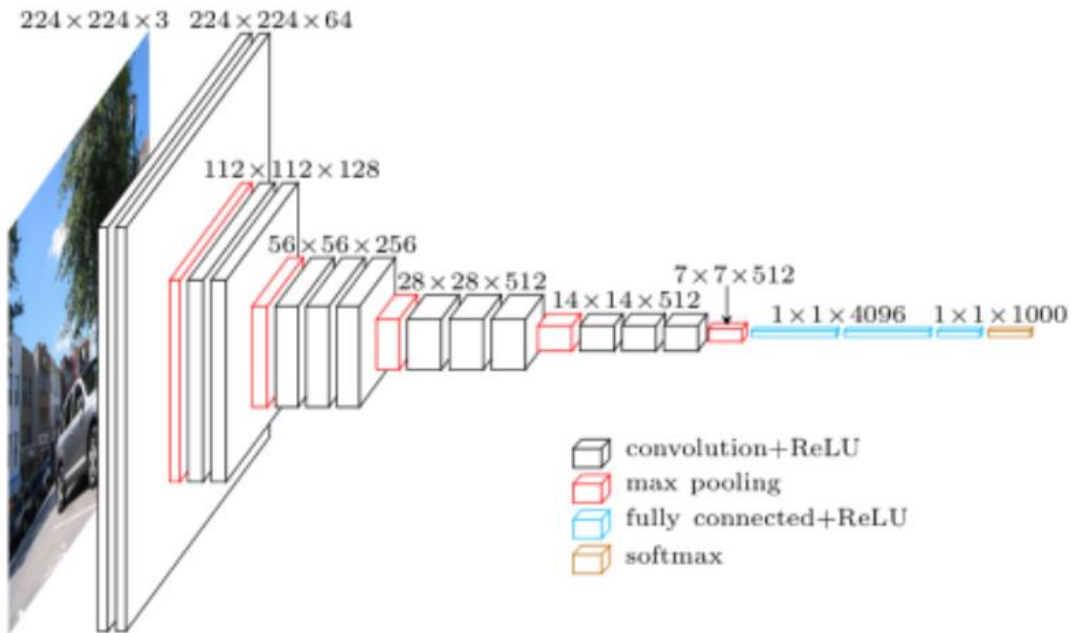 224×224×3
224×224×64
112×112×128
56×56×256
28×28×512
14×14×512
7×7×512
1×1×4096
1×1×1000
convolution+ReLU
max pooling
fully connected+ReLU
softmax